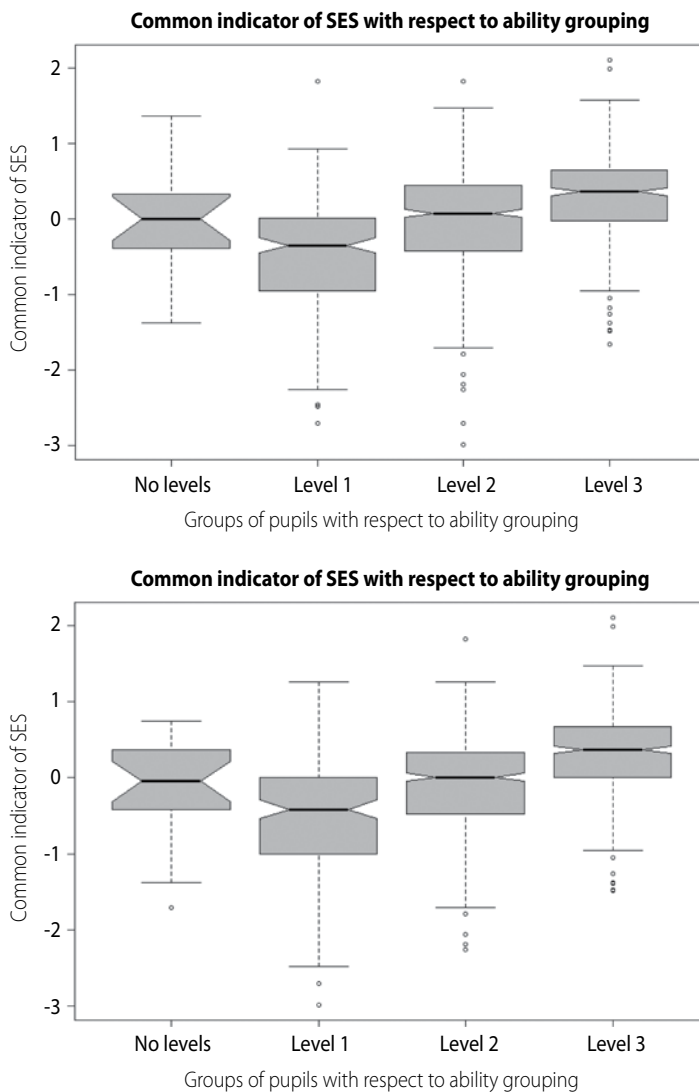 Common indicator of SES with respect to ability grouping
Common indicator of SES
2
1
0
-1
-2
-3
No levels Level 1 Level 2 Level 3
Groups of pupils with respect to ability grouping
Common indicator of SES with respect to ability grouping
Common indicator of SES
2
1
0
-1
-2
-3
No levels Level 1 Level 2 Level 3
Groups of pupils with respect to ability grouping